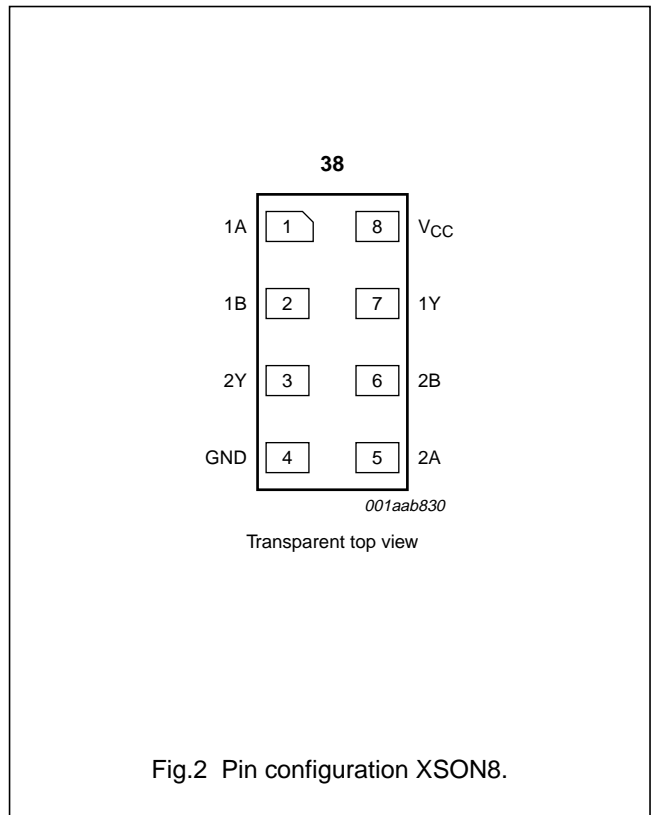 38
1A 1 8 VCC
1B 2 7 1Y
2Y 3 6 2B
GND 4 5 2A
001aab830
Transparent top view
Fig.2 Pin configuration XSON8.